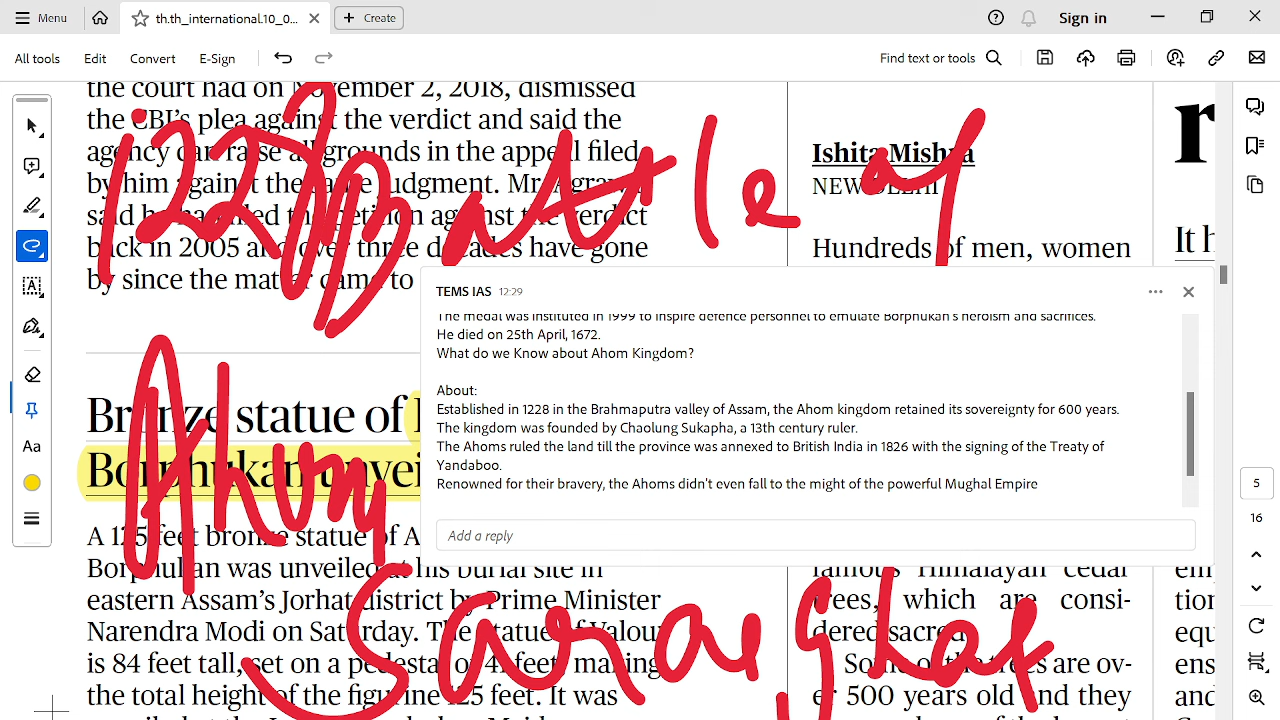 Menu
th.th_international.10_0...
Create
Sign in
All tools
Edit
Convert
E-Sign
Find text or tools
the court had on November 2, 2018, dismissed
the CBI's plea against the verdict and said the
agency can raise all grounds in the appeal filed
by him against the same judgment. Mr. Agrawal
said he had filed the petition against the verdict
back in 2005 and over three decades have gone
by since the matter came to
Bronze statue of
Borphukan unvei
A 125 feet bronze statue of A
Borphukan was unveiled at his burial site in
eastern Assam's Jorhat district by Prime Minister
Narendra Modi on Saturday. The statue of Valour
is 84 feet tall, set on a pedestal of 41 feet, making
the total height of the figurine 125 feet. It was
Ishita Mishra
NEW DELHI
Hundreds of men, women
famous Himalayan cedar
trees, which are consi-
dered sacred.
Some of the trees are ov-
er 500 years old and they
r
It h
emi
tion
equ
ens
and
TEMS IAS 12:29
The medal was instituted in 1999 to inspire defence personnel to emulate Borphukan's heroism and sacrifices.
He died on 25th April, 1672.
What do we Know about Ahom Kingdom?
About:
Established in 1228 in the Brahmaputra valley of Assam, the Ahom kingdom retained its sovereignty for 600 years.
The kingdom was founded by Chaolung Sukapha, a 13th century ruler.
The Ahoms ruled the land till the province was annexed to British India in 1826 with the signing of the Treaty of
Yandaboo.
Renowned for their bravery, the Ahoms didn't even fall to the might of the powerful Mughal Empire
Add a reply
Battle of
Ahom
Saraighat
Aa
5
16